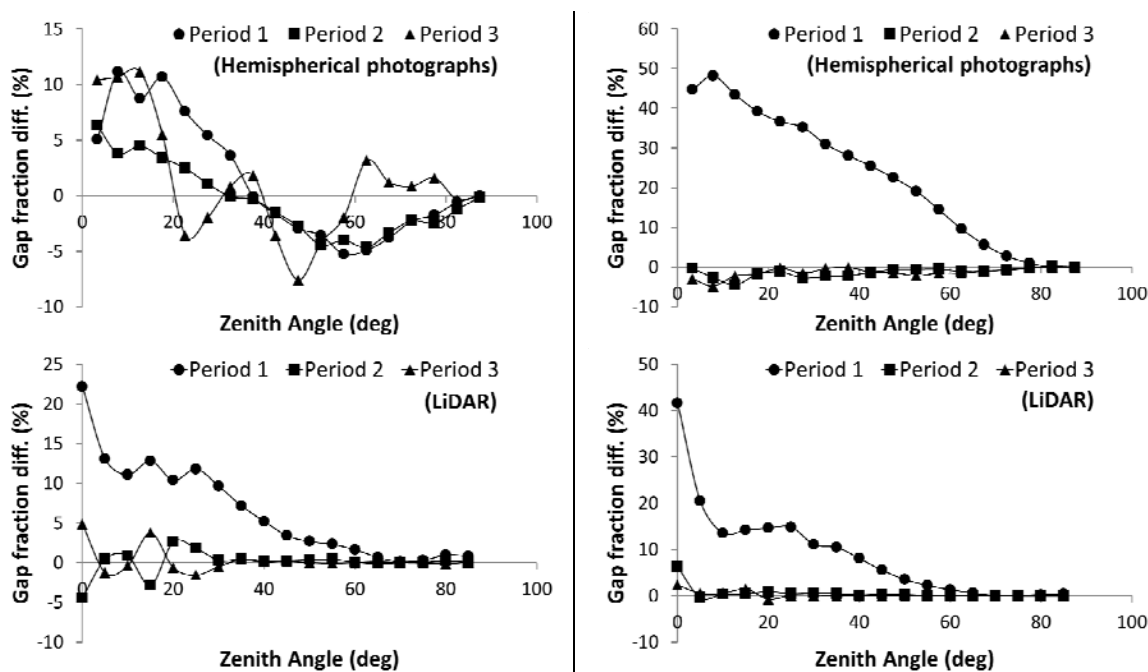 15
10
5
0
-5
-10
Gap fraction diff. (%)
Period 1 Period 2 Period 3
(Hemispherical photographs)
0 20 40 60 80 100
Zenith Angle (deg)
60
50
40
30
20
10
0
-10
Gap fraction diff. (%)
Period 1 Period 2 Period 3
(Hemispherical photographs)
0 20 40 60 80 100
Zenith Angle (deg)
25
20
15
10
5
0
-5
-10
Gap fraction diff. (%)
Period 1 Period 2 Period 3
(LiDAR)
0 20 40 60 80 100
Zenith Angle (deg)
50
40
30
20
10
0
-10
Gap fraction diff. (%)
Period 1 Period 2 Period 3
(LiDAR)
0 20 40 60 80 100
Zenith Angle (deg)